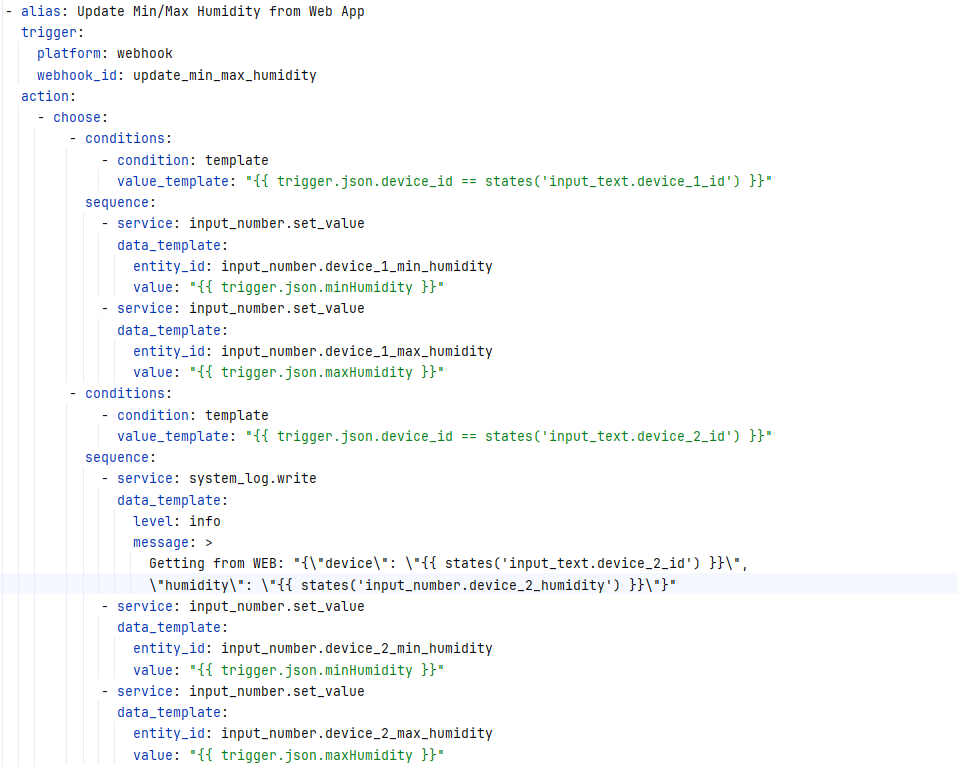 - alias: Update Min/Max Humidity from Web App
  trigger:
    platform: webhook
    webhook_id: update_min_max_humidity
  action:
    - choose:
        - conditions:
            - condition: template
              value_template: "{{ trigger.json.device_id == states('input_text.device_1_id') }}"
          sequence:
            - service: input_number.set_value
              data_template:
                entity_id: input_number.device_1_min_humidity
                value: "{{ trigger.json.minHumidity }}"
            - service: input_number.set_value
              data_template:
                entity_id: input_number.device_1_max_humidity
                value: "{{ trigger.json.maxHumidity }}"
        - conditions:
            - condition: template
              value_template: "{{ trigger.json.device_id == states('input_text.device_2_id') }}"
          sequence:
            - service: system_log.write
              data_template:
                level: info
                message: >
                  Getting from WEB: "{\"device\": \"{{ states('input_text.device_2_id') }}\",
                  \"humidity\": \"{{ states('input_number.device_2_humidity') }}\"}"
            - service: input_number.set_value
              data_template:
                entity_id: input_number.device_2_min_humidity
                value: "{{ trigger.json.minHumidity }}"
            - service: input_number.set_value
              data_template:
                entity_id: input_number.device_2_max_humidity
                value: "{{ trigger.json.maxHumidity }}"